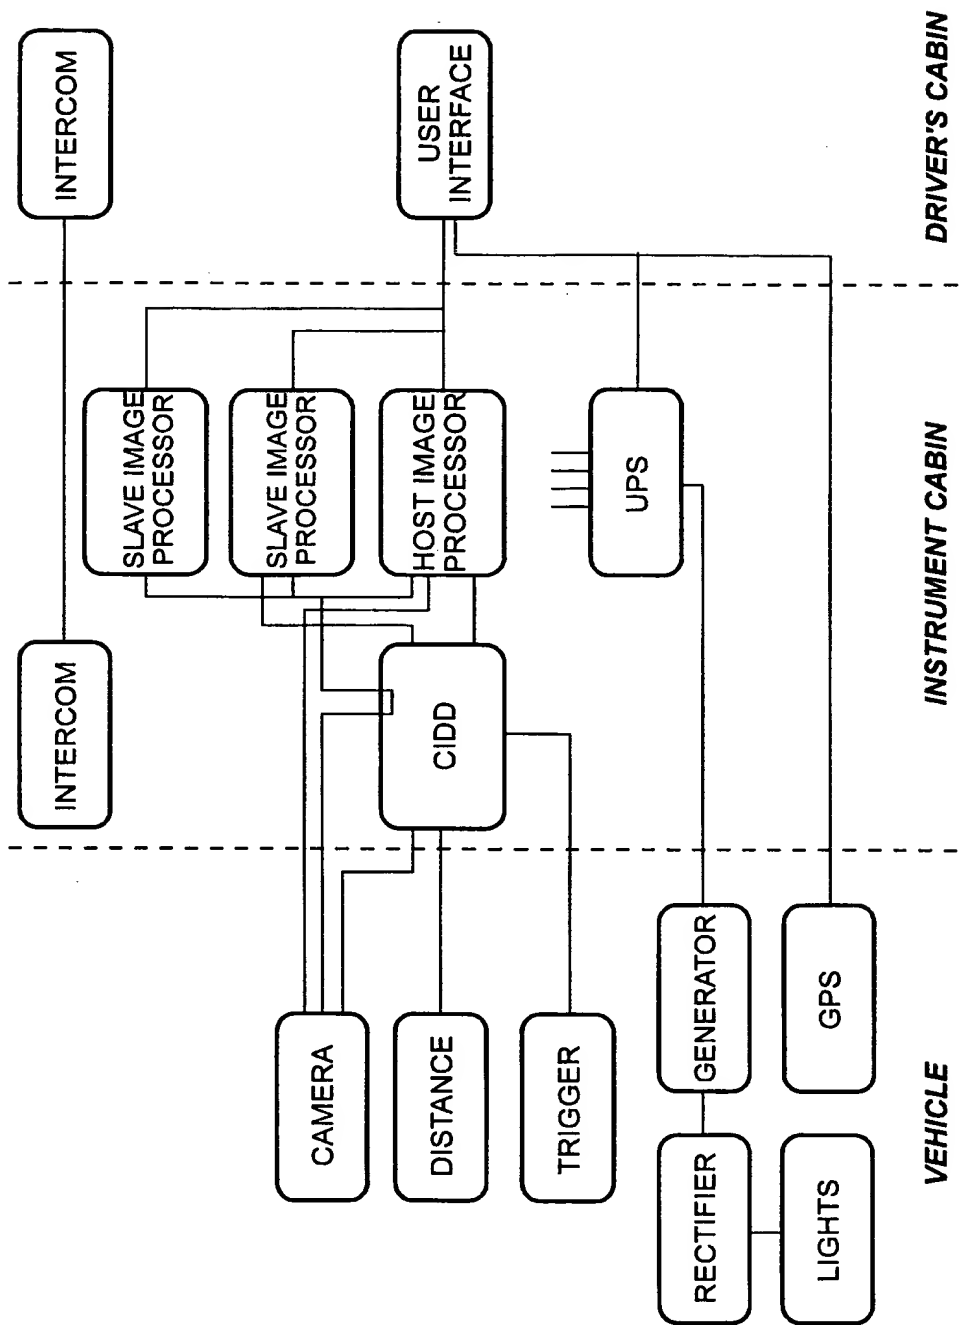 INTERCOM
INTERCOM
SLAVE IMAGE
PROCESSOR
SLAVE IMAGE
PROCESSOR
CAMERA
CIDD
HOST IMAGE
PROCESSOR
USER
INTERFACE
DISTANCE
TRIGGER
UPS
RECTIFIER
GENERATOR
LIGHTS
GPS
VEHICLE
INSTRUMENT CABIN
DRIVER'S CABIN